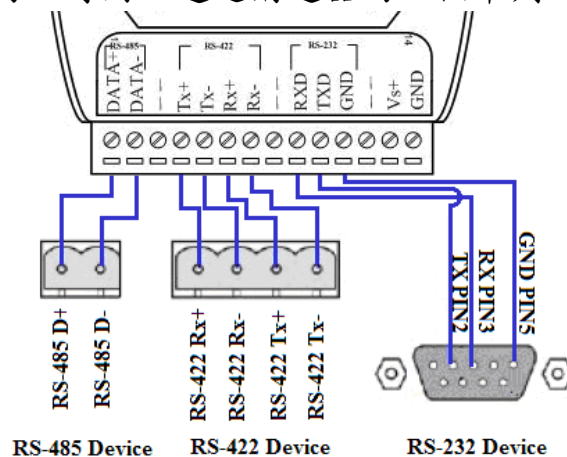 RS-485
RS-422
RS-232
14
DATA+
DATA-
Tx+
Tx-
Rx+
Rx-
RXD
TXD
GND
Vs+
GND
TX PIN2
RX PIN3
GND PIN5
RS-485 D+
RS-485 D-
RS-422 Rx+
RS-422 Rx-
RS-422 Tx+
RS-422 Tx-
RS-485 Device
RS-422 Device
RS-232 Device